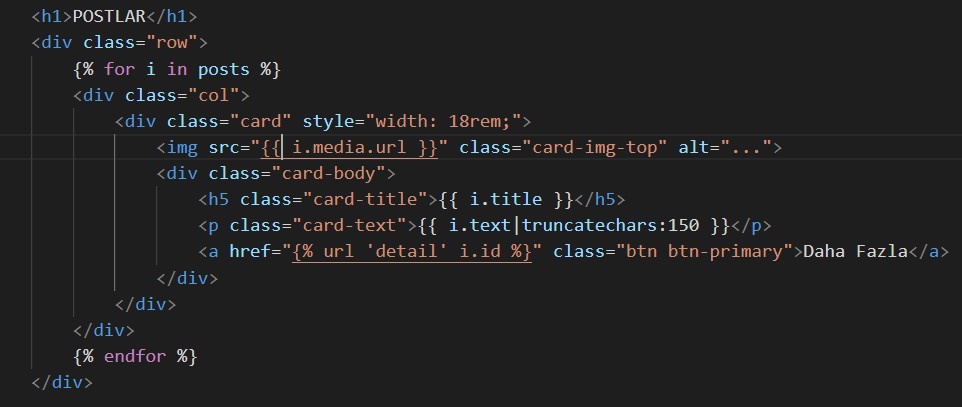 <h1>POSTLAR</h1>
<div class="row">
    {% for i in posts %}
    <div class="col">
        <div class="card" style="width: 18rem;">
            <img src="{{ i.media.url }}" class="card-img-top" alt="...">
            <div class="card-body">
                <h5 class="card-title">{{ i.title }}</h5>
                <p class="card-text">{{ i.text|truncatechars:150 }}</p>
                <a href="{% url 'detail' i.id %}" class="btn btn-primary">Daha Fazla</a>
            </div>
        </div>
    </div>
    {% endfor %}
</div>